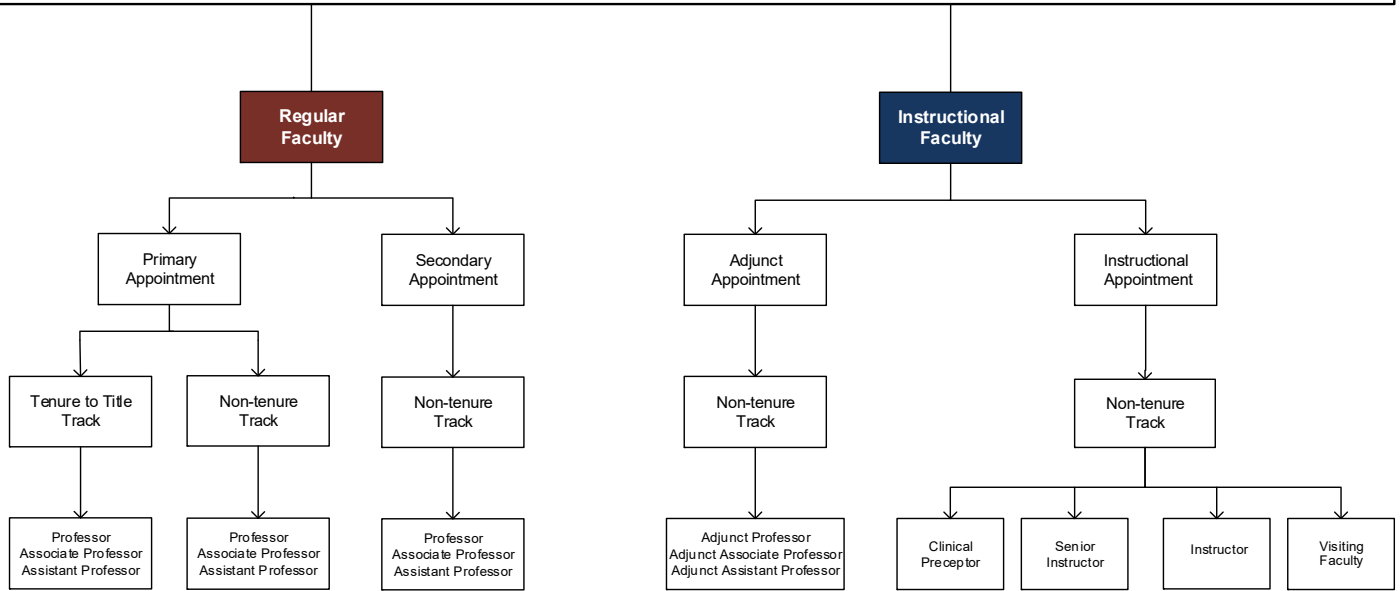 Regular
Faculty
Instructional
Faculty
Primary
Appointment
Secondary
Appointment
Adjunct
Appointment
Instructional
Appointment
Tenure to Title
Track
Non-tenure
Track
Non-tenure
Track
Non-tenure
Track
Non-tenure
Track
Professor
Associate Professor
Assistant Professor
Professor
Associate Professor
Assistant Professor
Professor
Associate Professor
Assistant Professor
Adjunct Professor
Adjunct Associate Professor
Adjunct Assistant Professor
Clinical
Preceptor
Senior
Instructor
Instructor
Visiting
Faculty